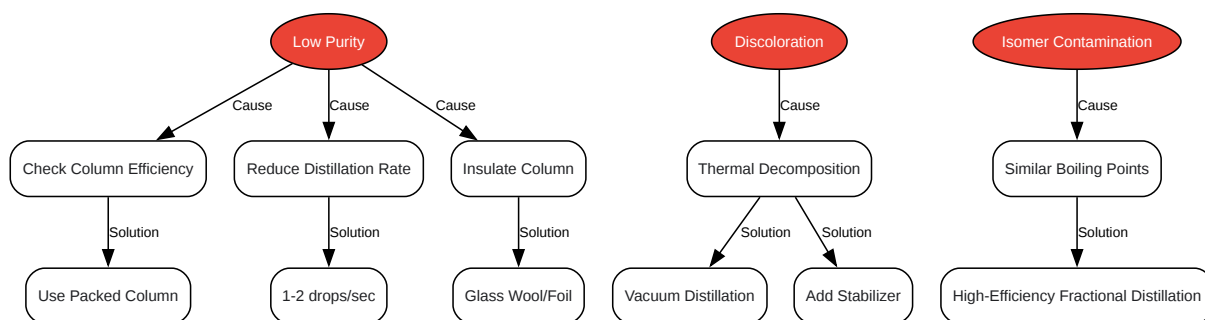 Low Purity
Discoloration
Isomer Contamination
Cause
Cause
Cause
Cause
Cause
Check Column Efficiency
Reduce Distillation Rate
Insulate Column
Thermal Decomposition
Similar Boiling Points
Solution
Solution
Solution
Solution
Solution
Solution
Use Packed Column
1-2 drops/sec
Glass Wool/Foil
Vacuum Distillation
Add Stabilizer
High-Efficiency Fractional Distillation